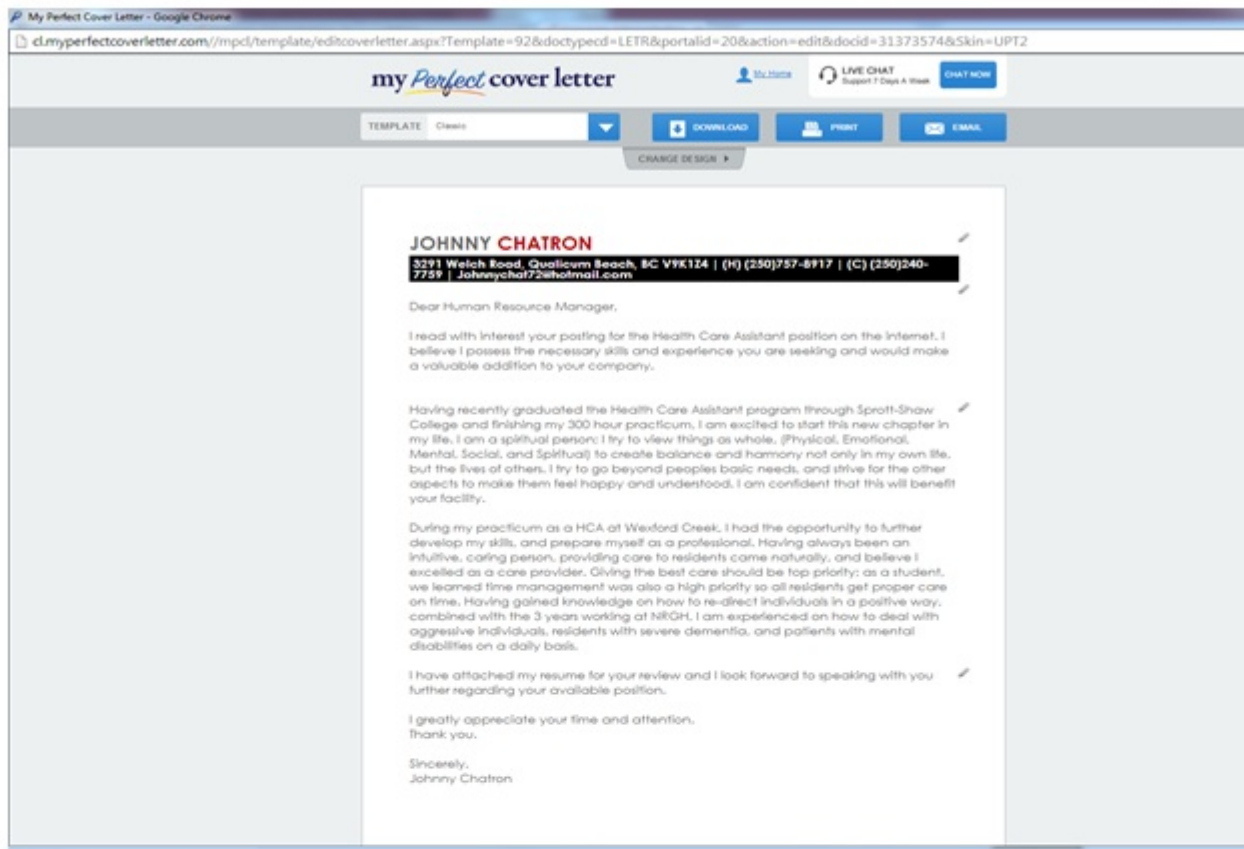 My Perfect Cover Letter - Google Chrome
cl.myperfectcoverletter.com//mpcl/template/editcoverletter.aspx?Template=92&doctypecd=LETR&portalid=20&action=edit&docid=31373574&Skin=UPT2
my Perfect cover letter
My Home
LIVE CHAT
Support 7 Days A Week
CHAT NOW
TEMPLATE Classic
DOWNLOAD
PRINT
EMAIL
CHANGE DESIGN
JOHNNY CHATRON
3291 Welch Road, Qualicum Beach, BC V9K1Z4 | (H) (250)757-8917 | (C) (250)240-
7759 | Johnnychat72@hotmail.com
Dear Human Resource Manager,
I read with interest your posting for the Health Care Assistant position on the internet. I
believe I possess the necessary skills and experience you are seeking and would make
a valuable addition to your company.
Having recently graduated the Health Care Assistant program through Sprott-Shaw
College and finishing my 300 hour practicum, I am excited to start this new chapter in
my life. I am a spiritual person; I try to view things as whole, (Physical, Emotional,
Mental, Social, and Spiritual) to create balance and harmony not only in my own life,
but the lives of others. I try to go beyond peoples basic needs, and strive for the other
aspects to make them feel happy and understood. I am confident that this will benefit
your facility.
During my practicum as a HCA at Wexford Creek, I had the opportunity to further
develop my skills, and prepare myself as a professional. Having always been an
intuitive, caring person, providing care to residents came naturally, and believe I
excelled as a care provider. Giving the best care should be top priority; as a student,
we learned time management was also a high priority so all residents get proper care
on time. Having gained knowledge on how to re-direct individuals in a positive way,
combined with the 3 years working at NRGH, I am experienced on how to deal with
aggressive individuals, residents with severe dementia, and patients with mental
disabilities on a daily basis.
I have attached my resume for your review and I look forward to speaking with you
further regarding your available position.
I greatly appreciate your time and attention.
Thank you.
Sincerely,
Johnny Chatron